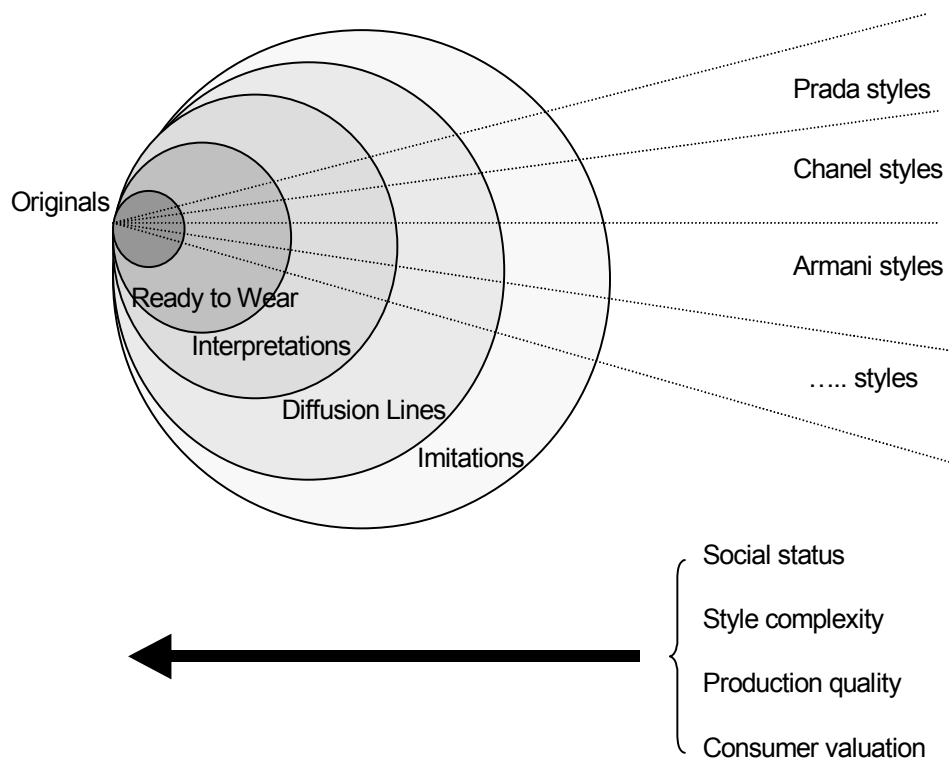 Prada styles
Chanel styles
Originals
Armani styles
Ready to Wear
Interpretations
….. styles
Diffusion Lines
Imitations
Social status
Style complexity
Production quality
Consumer valuation